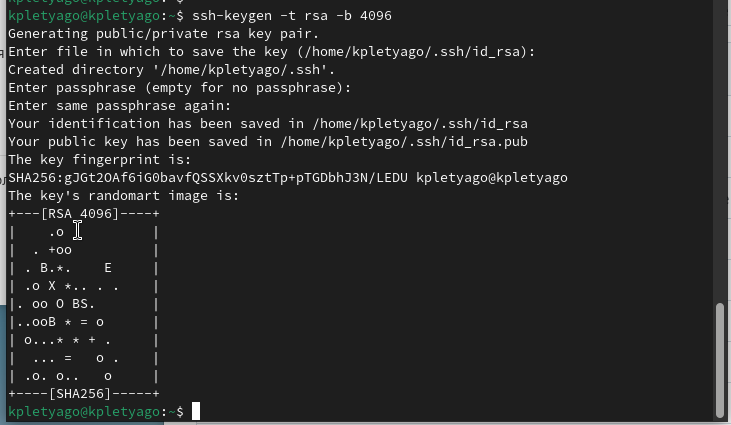 kpletyago@kpletyago:~$ ssh-keygen -t rsa -b 4096
Generating public/private rsa key pair.
Enter file in which to save the key (/home/kpletyago/.ssh/id_rsa):
Created directory '/home/kpletyago/.ssh'.
Enter passphrase (empty for no passphrase):
Enter same passphrase again:
Your identification has been saved in /home/kpletyago/.ssh/id_rsa
Your public key has been saved in /home/kpletyago/.ssh/id_rsa.pub
The key fingerprint is:
SHA256:gJGt2OAf6iG0bavfQSSXkv0sztTp+pTGDbhJ3N/LEDU kpletyago@kpletyago
The key's randomart image is:
+---[RSA 4096]----+
|    .o           |
|  . +oo          |
| . B.*.    E     |
| .o X *.. . .    |
|. oo O BS.       |
|..ooB * = o      |
| o...* * + .     |
|  ... =   o .    |
| .o. o..   o     |
+----[SHA256]-----+
kpletyago@kpletyago:~$